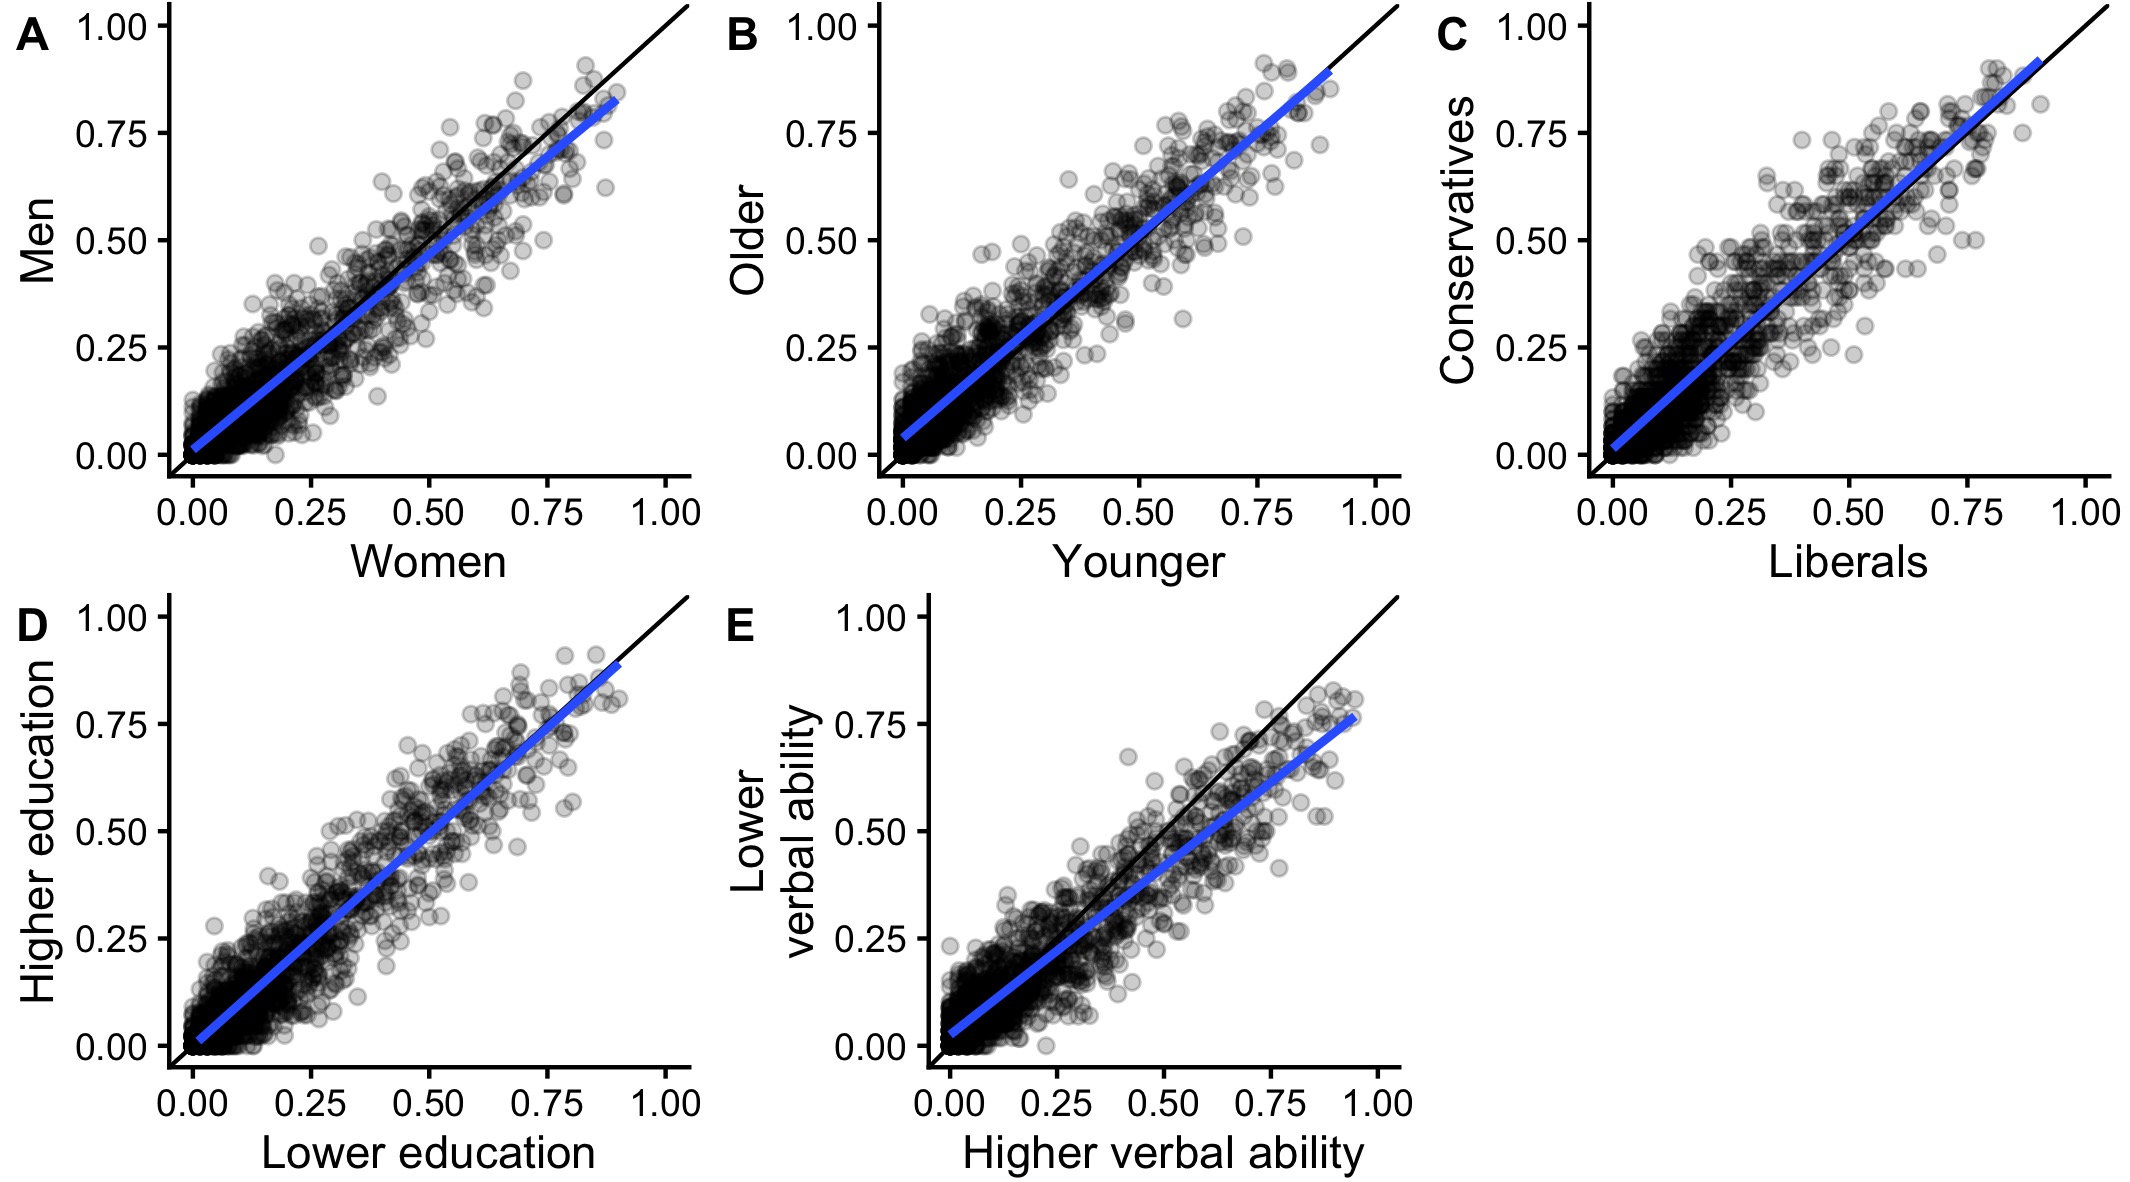 A
Men
1.00
0.75
0.50
0.25
0.00
0.00 0.25 0.50 0.75 1.00
Women
B
Older
1.00
0.75
0.50
0.25
0.00
0.00 0.25 0.50 0.75 1.00
Younger
C
Conservatives
1.00
0.75
0.50
0.25
0.00
0.00 0.25 0.50 0.75 1.00
Liberals
D
Higher education
1.00
0.75
0.50
0.25
0.00
0.00 0.25 0.50 0.75 1.00
Lower education
E
Lower
verbal ability
1.00
0.75
0.50
0.25
0.00
0.00 0.25 0.50 0.75 1.00
Higher verbal ability